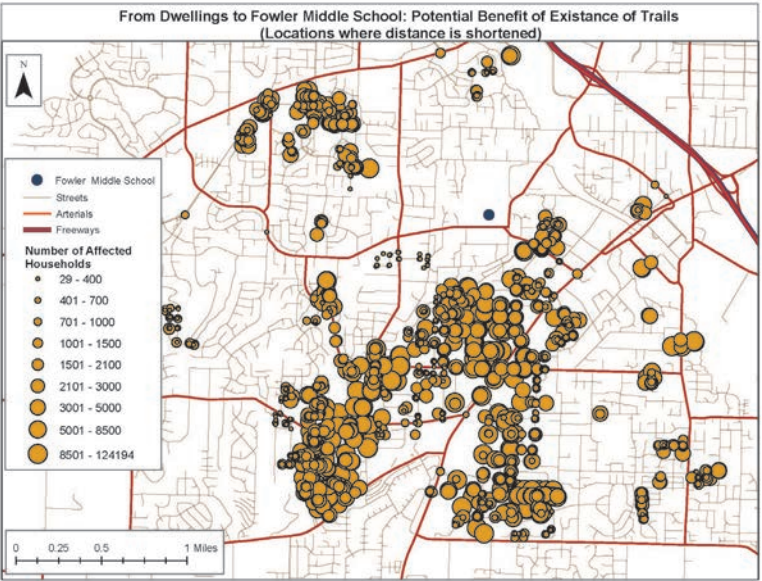 From Dwellings to Fowler Middle School: Potential Benefit of Existance of Trails
(Locations where distance is shortened)
N
Fowler Middle School
Streets
Arterials
Freeways
Number of Affected
Households
29 - 400
401 - 700
701 - 1000
1001 - 1500
1501 - 2100
2101 - 3000
3001 - 5000
5001 - 8500
8501 - 124194
0 0.25 0.5 1 Miles